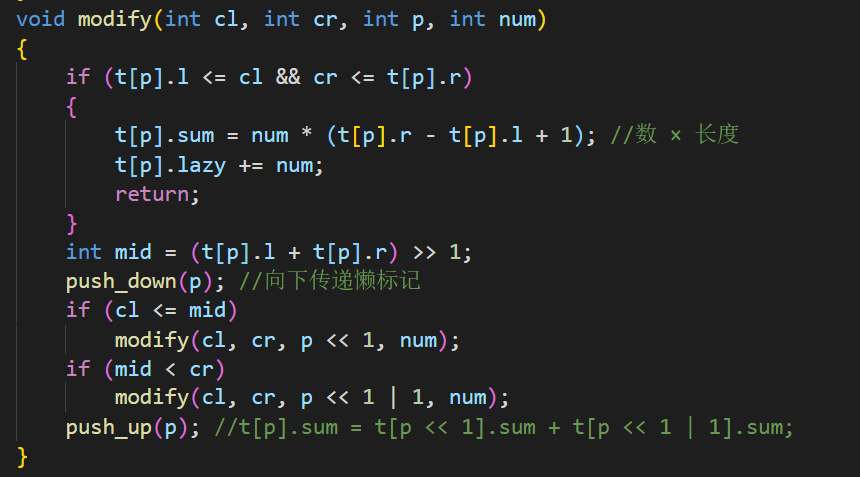 void modify(int cl, int cr, int p, int num)
{
    if (t[p].l <= cl && cr <= t[p].r)
    {
        t[p].sum = num * (t[p].r - t[p].l + 1); //数 × 长度
        t[p].lazy += num;
        return;
    }
    int mid = (t[p].l + t[p].r) >> 1;
    push_down(p); //向下传递懒标记
    if (cl <= mid)
        modify(cl, cr, p << 1, num);
    if (mid < cr)
        modify(cl, cr, p << 1 | 1, num);
    push_up(p); //t[p].sum = t[p << 1].sum + t[p << 1 | 1].sum;
}